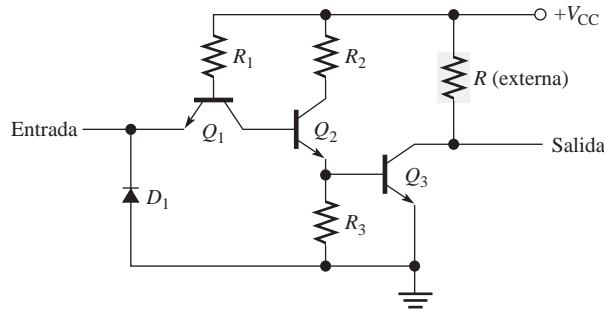 +VCC
R1
R2
R (externa)
Entrada
Q1
Q2
Salida
Q3
D1
R3